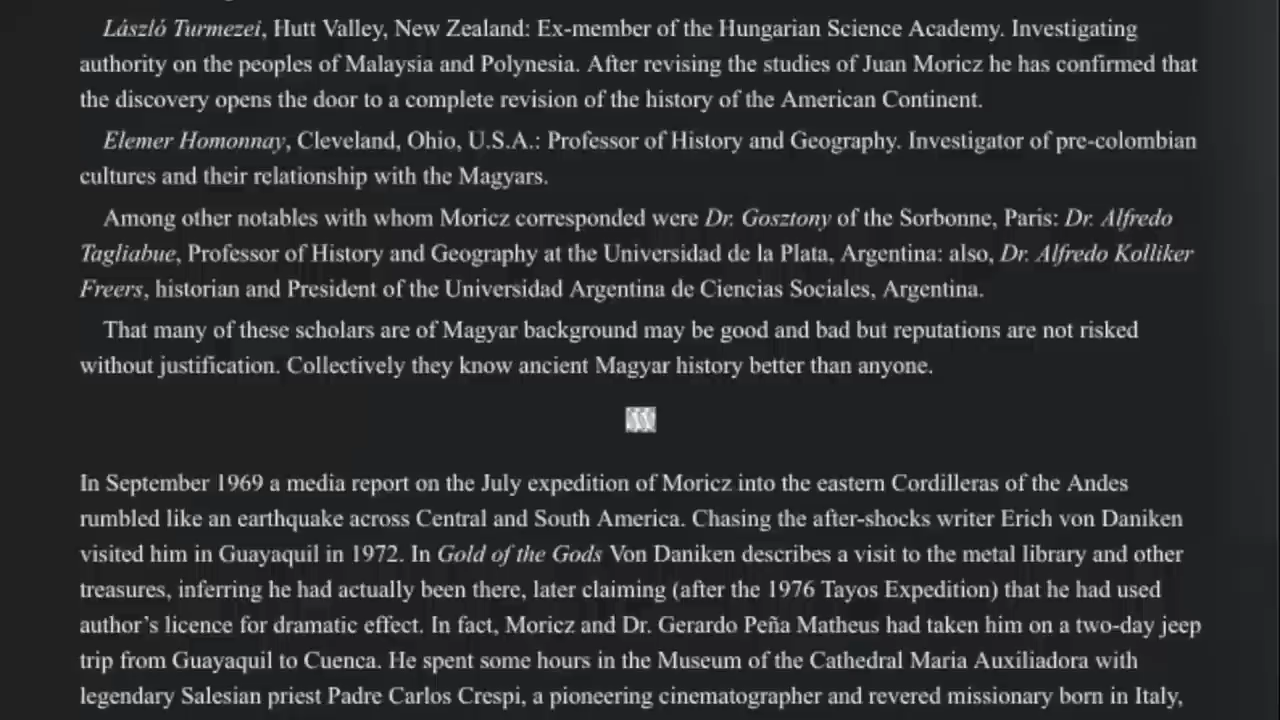 László Turmezei, Hutt Valley, New Zealand: Ex-member of the Hungarian Science Academy. Investigating
authority on the peoples of Malaysia and Polynesia. After revising the studies of Juan Moricz he has confirmed that
the discovery opens the door to a complete revision of the history of the American Continent.
Elemer Homonnay, Cleveland, Ohio, U.S.A.: Professor of History and Geography. Investigator of pre-colombian
cultures and their relationship with the Magyars.
Among other notables with whom Moricz corresponded were Dr. Gosztony of the Sorbonne, Paris: Dr. Alfredo
Tagliabue, Professor of History and Geography at the Universidad de la Plata, Argentina: also, Dr. Alfredo Kolliker
Freers, historian and President of the Universidad Argentina de Ciencias Sociales, Argentina.
That many of these scholars are of Magyar background may be good and bad but reputations are not risked
without justification. Collectively they know ancient Magyar history better than anyone.
In September 1969 a media report on the July expedition of Moricz into the eastern Cordilleras of the Andes
rumbled like an earthquake across Central and South America. Chasing the after-shocks writer Erich von Daniken
visited him in Guayaquil in 1972. In Gold of the Gods Von Daniken describes a visit to the metal library and other
treasures, inferring he had actually been there, later claiming (after the 1976 Tayos Expedition) that he had used
author's licence for dramatic effect. In fact, Moricz and Dr. Gerardo Peña Matheus had taken him on a two-day jeep
trip from Guayaquil to Cuenca. He spent some hours in the Museum of the Cathedral Maria Auxiliadora with
legendary Salesian priest Padre Carlos Crespi, a pioneering cinematographer and revered missionary born in Italy,